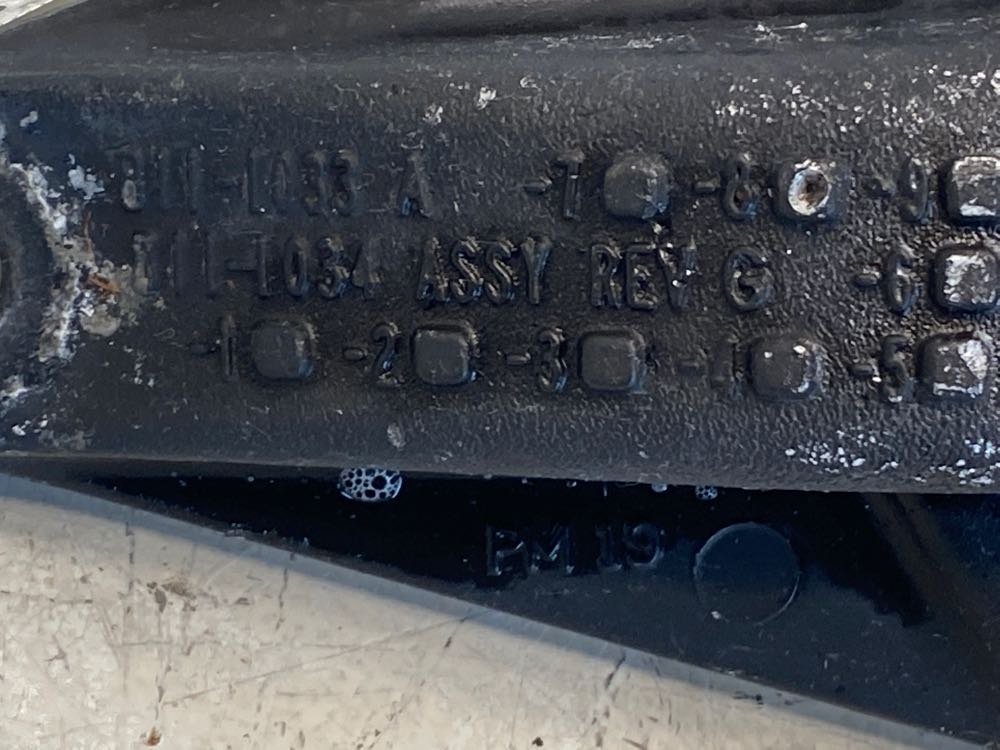 -1033 A -7 -8 -9
-1034 ASSY REV G -6
-1 -2 -3 -4 -5
PM 19